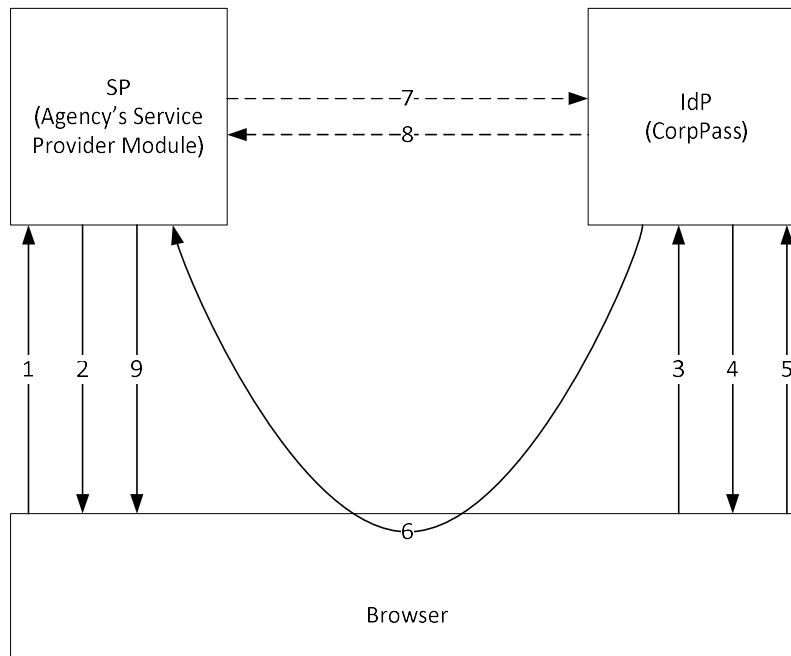 SP
(Agency's Service
Provider Module)
7
8
IdP
(CorpPass)
1
2
9
3
4
5
6
Browser